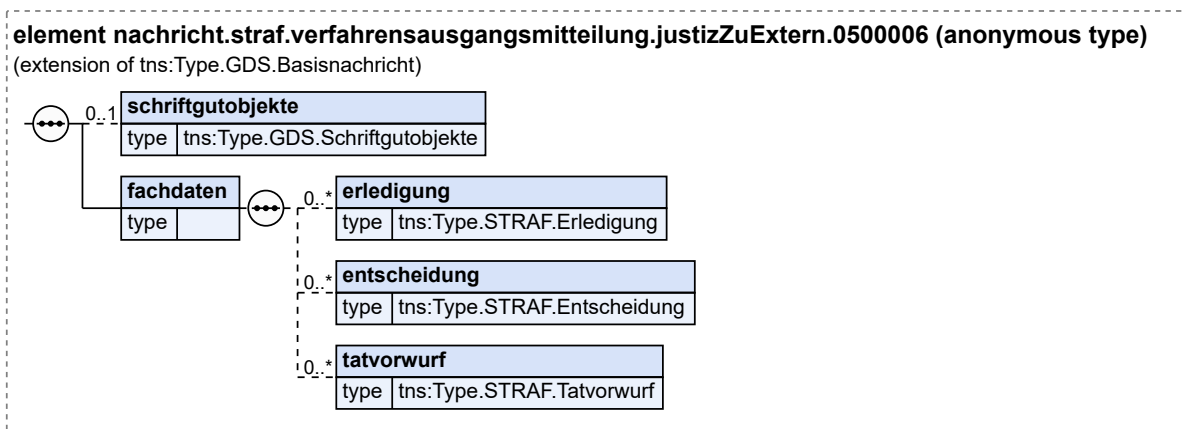 element nachricht.straf.verfahrensausgangsmitteilung.justizZuExtern.0500006 (anonymous type)
(extension of tns:Type.GDS.Basisnachricht)
0..1 schriftgutobjekte
type tns:Type.GDS.Schriftgutobjekte
fachdaten
type
0..* erledigung
type tns:Type.STRAF.Erledigung
0..* entscheidung
type tns:Type.STRAF.Entscheidung
0..* tatvorwurf
type tns:Type.STRAF.Tatvorwurf